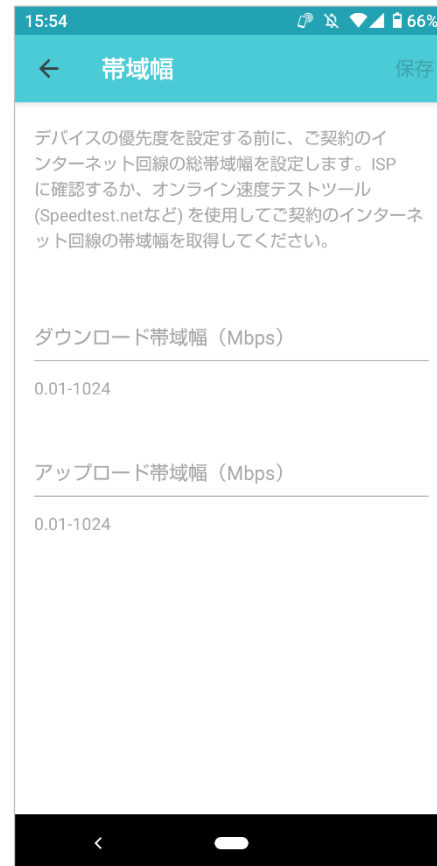 15:54 66%
帯域幅 保存
デバイスの優先度を設定する前に、ご契約のイ
ンターネット回線の総帯域幅を設定します。ISP
に確認するか、オンライン速度テストツール
(Speedtest.netなど) を使用してご契約のインターネ
ット回線の帯域幅を取得してください。
ダウンロード帯域幅（Mbps）
0.01-1024
アップロード帯域幅（Mbps）
0.01-1024